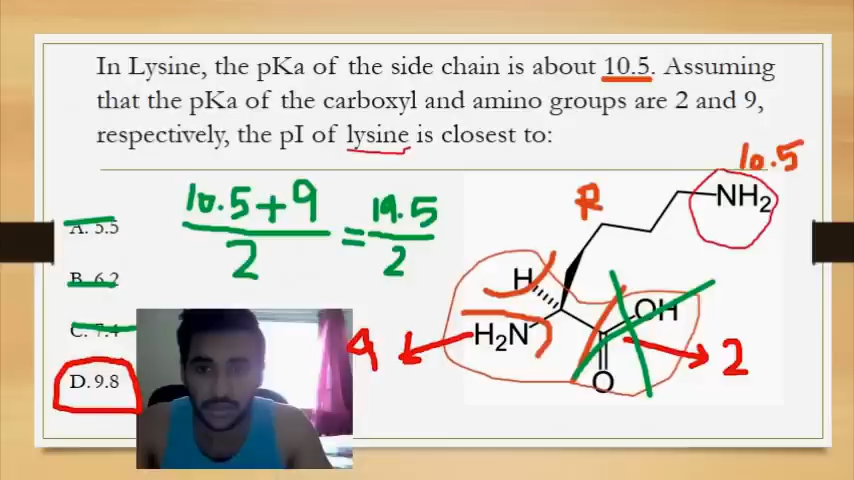 In Lysine, the pKa of the side chain is about 10.5. Assuming
that the pKa of the carboxyl and amino groups are 2 and 9,
respectively, the pI of lysine is closest to:
10.5
10.5+9
2
=
19.5
2
R
NH2
A. 5.5
B. 6.2
H
OH
C. 7.4
H2N
9
2
D. 9.8
O